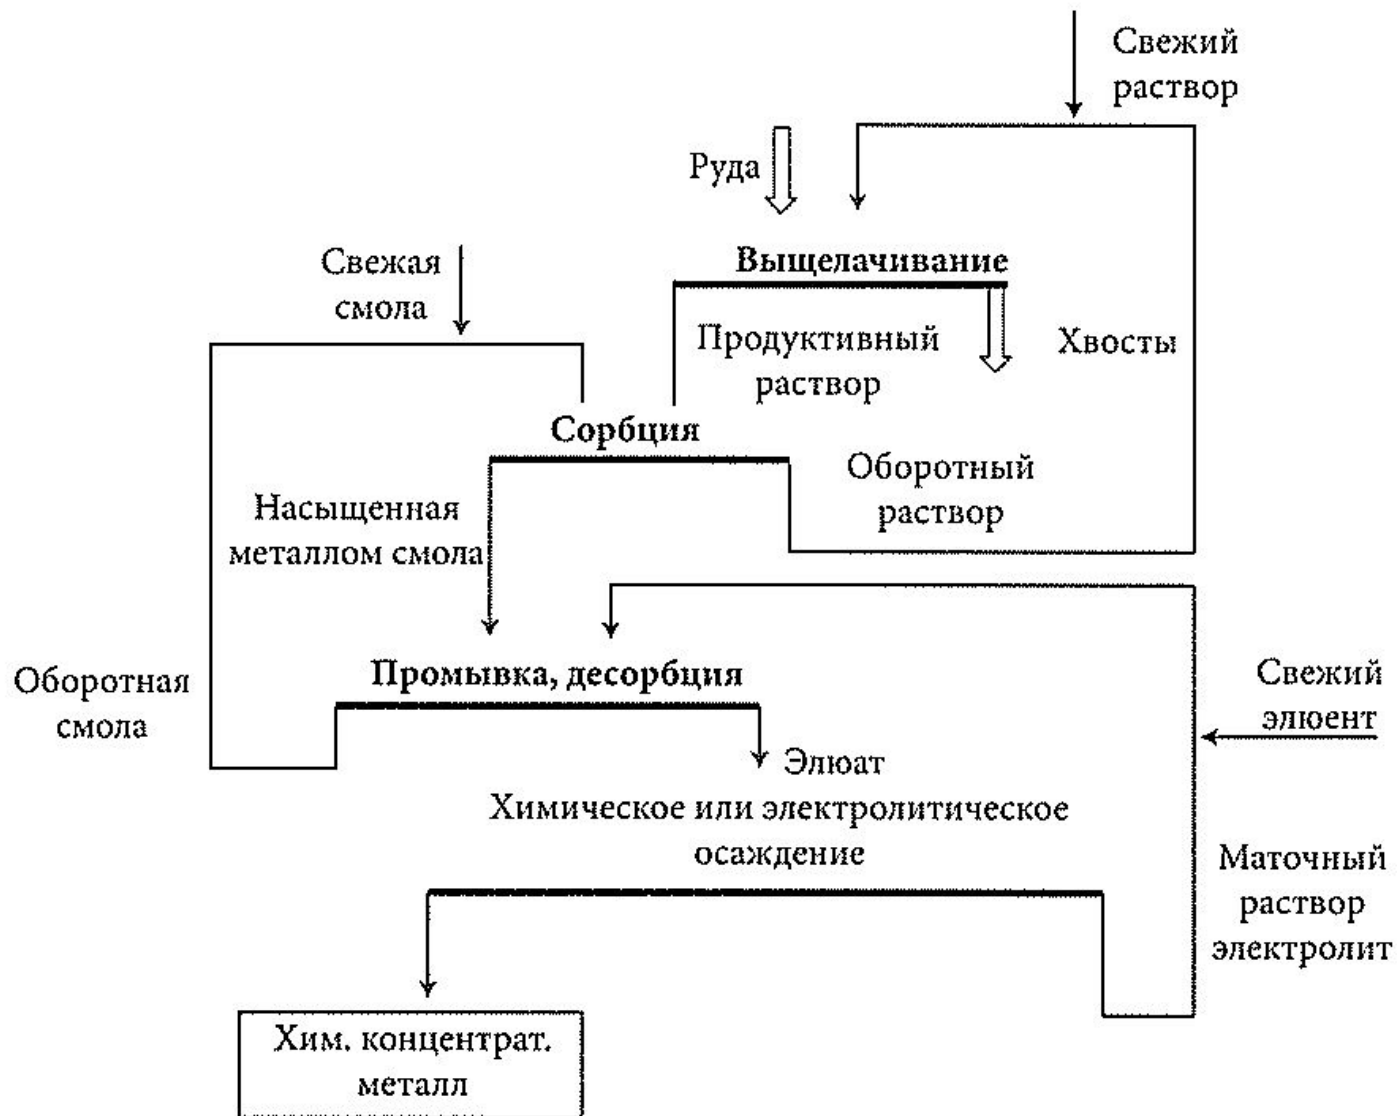 Свежий
раствор
Руда
Выщелачивание
Свежая
смола
Продуктивный
раствор
Хвосты
Сорбция
Оборотный
раствор
Насыщенная
металлом смола
Промывка, десорбция
Оборотная
смола
Свежий
элюент
Элюат
Химическое или электролитическое
осаждение
Маточный
раствор
электролит
Хим. концентрат.
металл